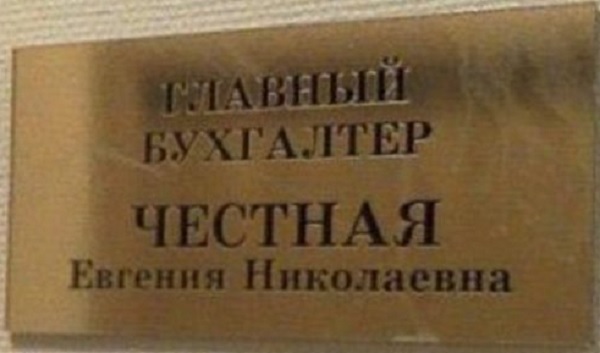 ГЛАВНЫЙ
БУХГАЛТЕР
ЧЕСТНАЯ
Евгения Николаевна